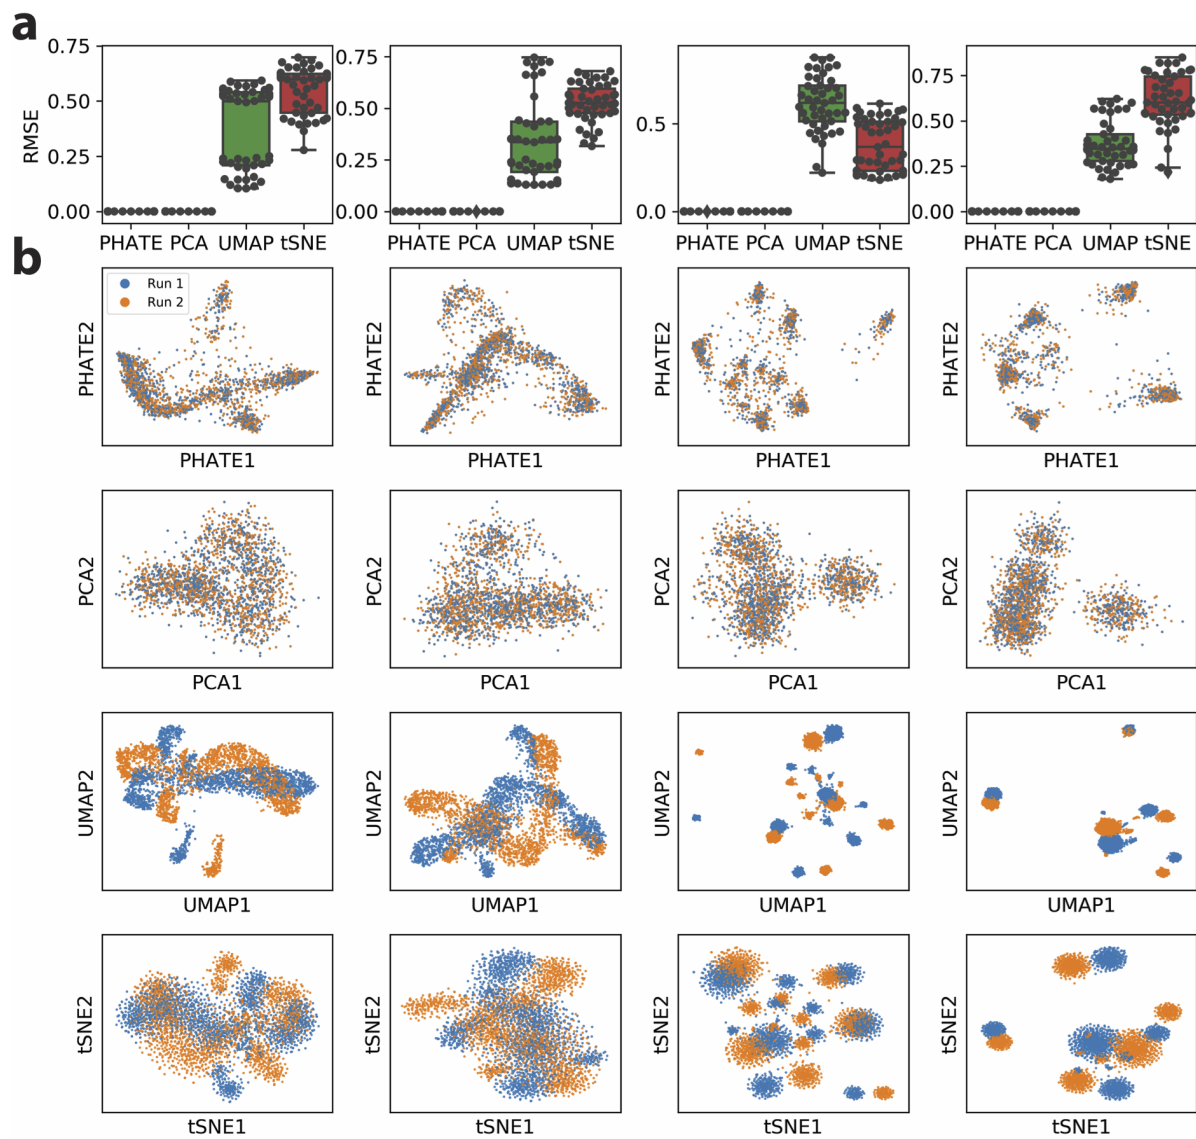 a
RMSE
0.75
0.50
0.25
0.00
PHATE PCA UMAP tSNE
0.75
0.50
0.25
0.00
PHATE PCA UMAP tSNE
0.5
0.0
PHATE PCA UMAP tSNE
0.75
0.50
0.25
0.00
PHATE PCA UMAP tSNE
b
Run 1
Run 2
PHATE2
PHATE1
PHATE2
PHATE1
PHATE2
PHATE1
PHATE2
PHATE1
PCA2
PCA1
PCA2
PCA1
PCA2
PCA1
PCA2
PCA1
UMAP2
UMAP1
UMAP2
UMAP1
UMAP2
UMAP1
UMAP2
UMAP1
tSNE2
tSNE1
tSNE2
tSNE1
tSNE2
tSNE1
tSNE2
tSNE1